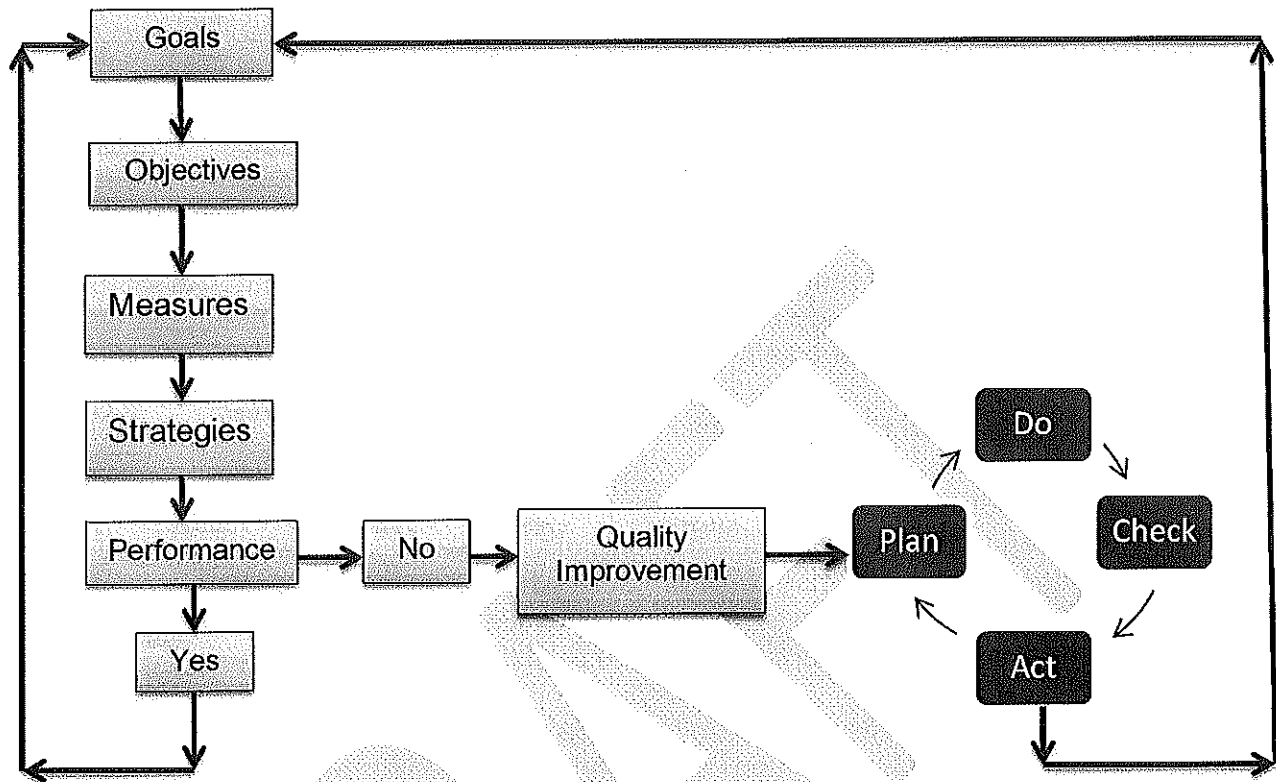 Goals
Objectives
Measures
Strategies
Performance
No
Quality
Improvement
Plan
Do
Check
Act
Yes